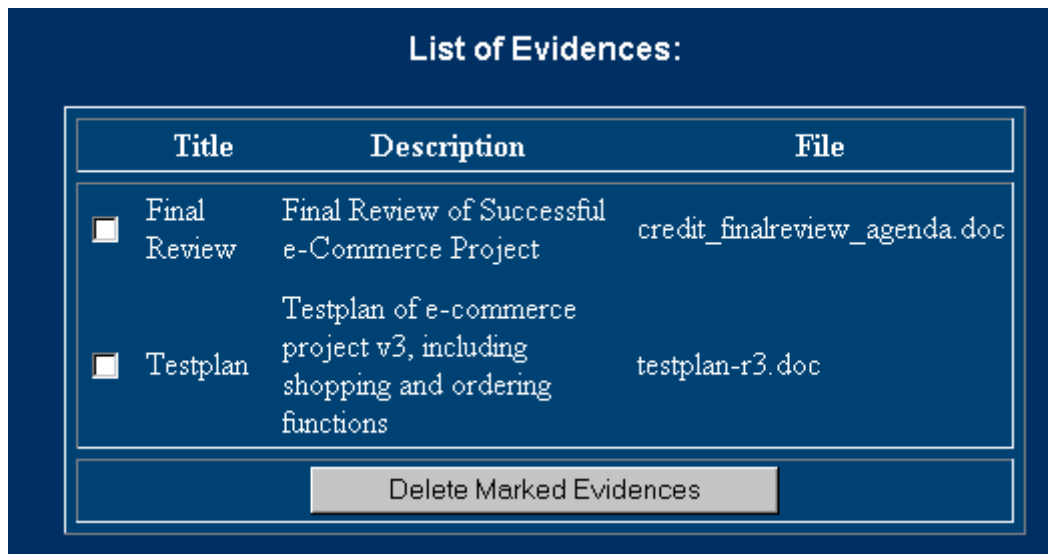 List of Evidences:
Title Description File
Final Review of Successful
Final
credit_finalreview_agenda.doc
Review
e-Commerce Project
Testplan of e-commerce
project v3, including
Testplan
testplan-r3.doc
shopping and ordering
functions
Delete Marked Evidences